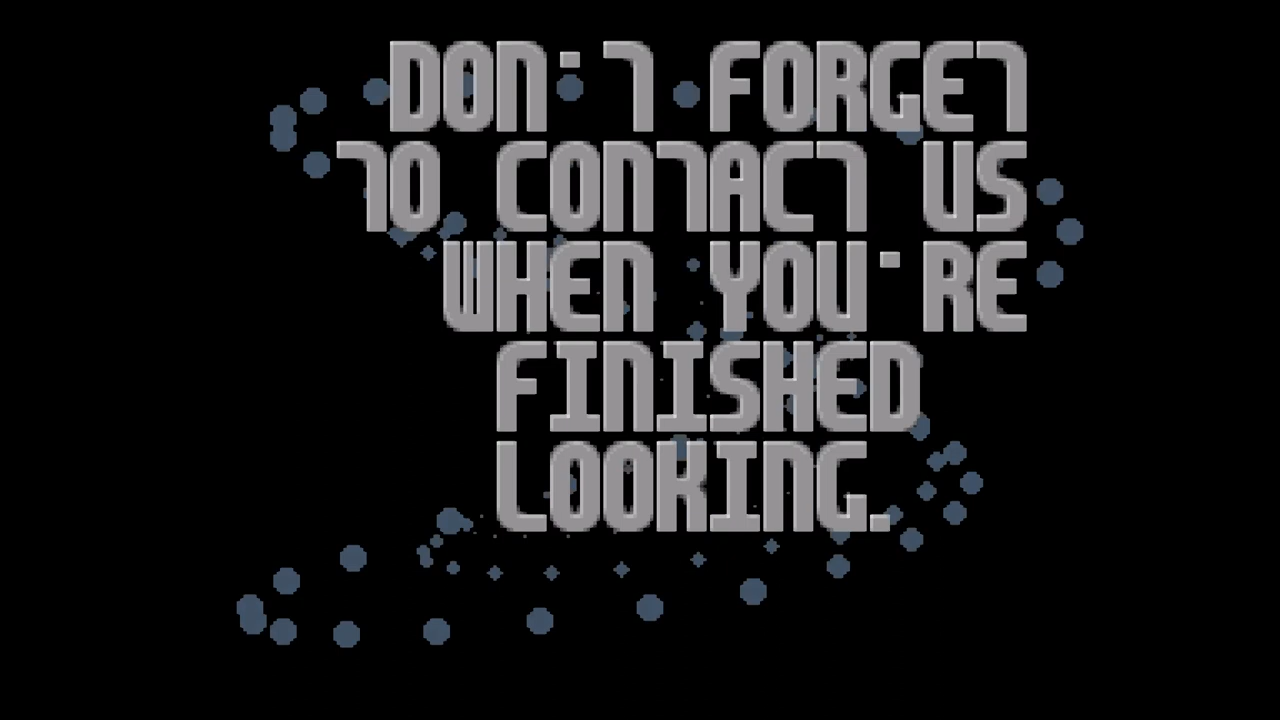 DON'T FORGET
TO CONTACT US
WHEN YOU'RE
FINISHED
LOOKING.